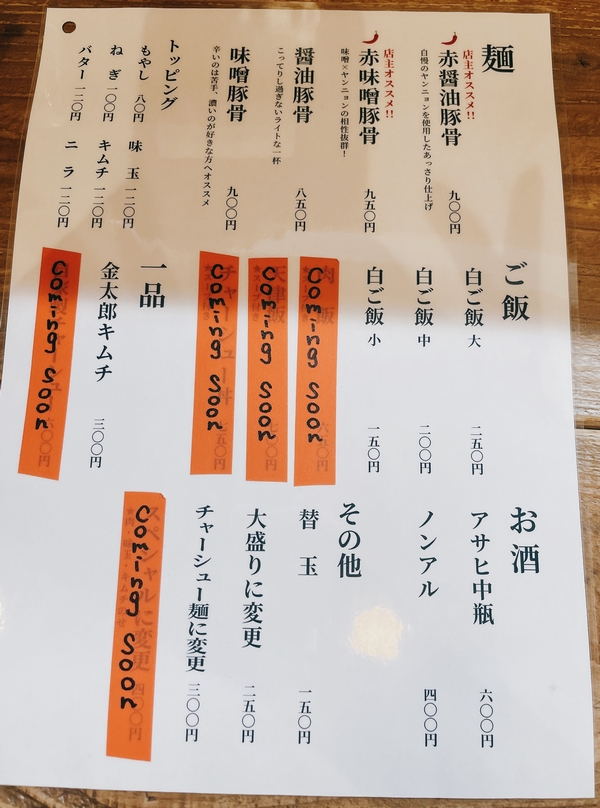 麺
店主オススメ!!
赤醤油豚骨 九〇〇円
自慢のヤンニョンを使用したあっさり仕上げ
店主オススメ!!
赤味噌豚骨 九五〇円
味噌×ヤンニョンの相性抜群！
醤油豚骨 八五〇円
こってりし過ぎないライトな一杯
味噌豚骨 九〇〇円
辛いのは苦手、濃いのが好きな方へオススメ
トッピング
もやし 八〇円
味玉 一二〇円
ねぎ 一〇〇円
キムチ 一二〇円
バター 一二〇円
ニラ 一二〇円
ご飯
白ご飯 大 二五〇円
白ご飯 中 二〇〇円
白ご飯 小 一五〇円
Coming Soon
Coming Soon
Coming Soon
一品
金太郎キムチ 三〇〇円
Coming Soon
お酒
アサヒ中瓶 六〇〇円
ノンアル 四〇〇円
その他
替玉 一五〇円
大盛りに変更 二五〇円
チャーシュー麺に変更 三〇〇円
スペシャルに変更 四〇〇円
Coming Soon